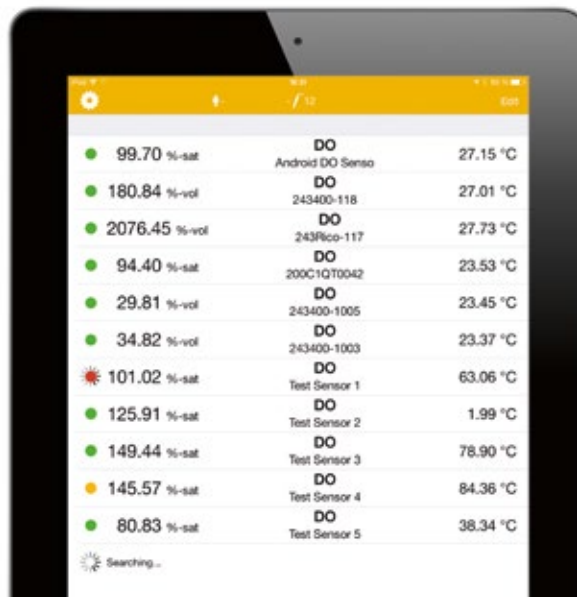 Edit
99.70 %-sat DO 27.15 °C
Android DO Senso
180.84 %-vol DO 27.01 °C
243400-118
2076.45 %-vol DO 27.73 °C
243Rico-117
94.40 %-sat DO 23.53 °C
200C1QT0042
29.81 %-vol DO 23.45 °C
243400-1005
34.82 %-vol DO 23.37 °C
243400-1003
101.02 %-sat DO 63.06 °C
Test Sensor 1
125.91 %-sat DO 1.99 °C
Test Sensor 2
149.44 %-sat DO 78.90 °C
Test Sensor 3
145.57 %-sat DO 84.36 °C
Test Sensor 4
80.83 %-sat DO 38.34 °C
Test Sensor 5
Searching...